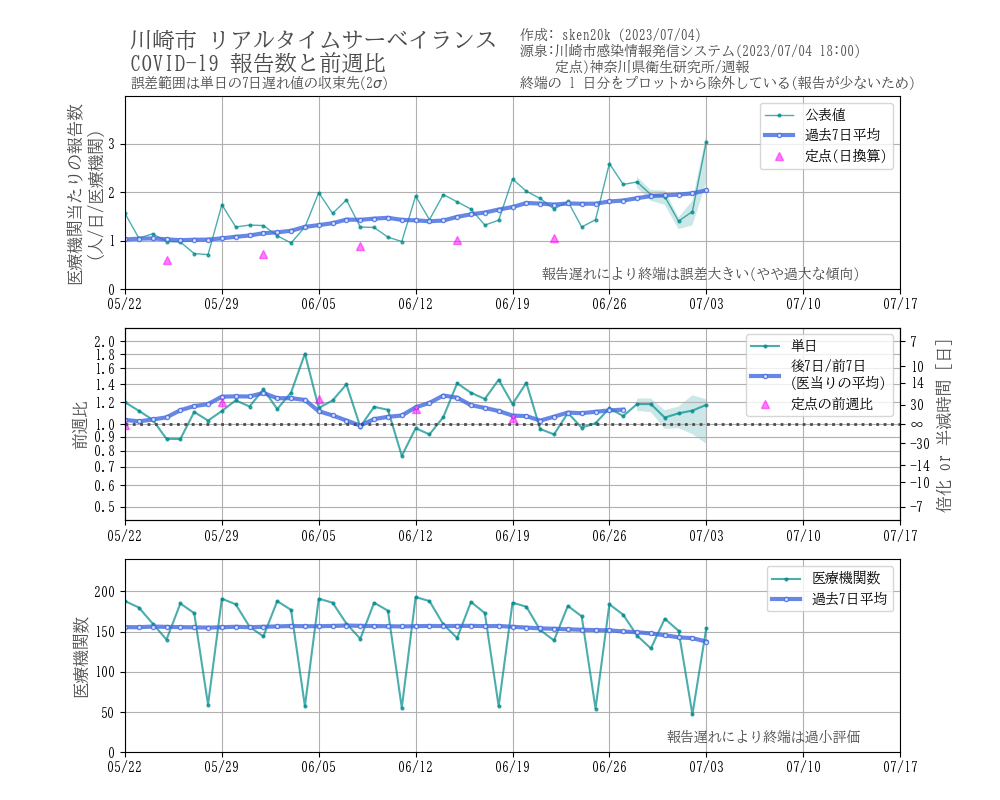 川崎市 リアルタイムサーベイランス
COVID-19 報告数と前週比
誤差範囲は単日の7日遅れ値の収束先(2σ)
作成: sken20k (2023/07/04)
源泉:川崎市感染情報発信システム(2023/07/04 18:00)
定点)神奈川県衛生研究所/週報
終端の 1 日分をプロットから除外している(報告が少ないため)
医療機関当たりの報告数
(人/日/医療機関)
3
2
1
0
公表値
過去7日平均
定点(日換算)
報告遅れにより終端は誤差大きい(やや過大な傾向)
05/22 05/29 06/05 06/12 06/19 06/26 07/03 07/10 07/17
前週比
2.0
1.8
1.6
1.4
1.2
1.0
0.9
0.8
0.7
0.6
0.5
単日
後7日/前7日
(医当りの平均)
定点の前週比
7
10
14
30
∞
-30
-14
-10
-7
倍化 or 半減時間 [日]
05/22 05/29 06/05 06/12 06/19 06/26 07/03 07/10 07/17
医療機関数
200
150
100
50
0
医療機関数
過去7日平均
報告遅れにより終端は過小評価
05/22 05/29 06/05 06/12 06/19 06/26 07/03 07/10 07/17